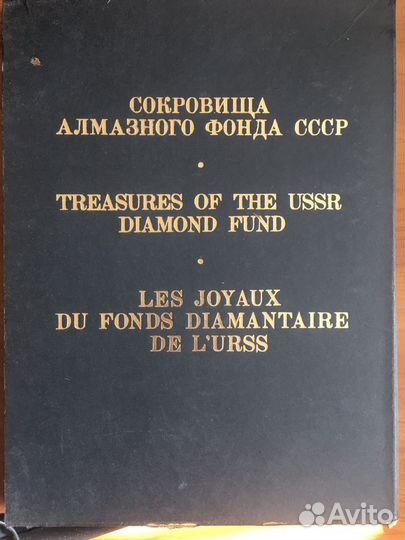 СОКРОВИЩА
АЛМАЗНОГО ФОНДА СССР
•
TREASURES OF THE USSR
DIAMOND FUND
•
LES JOYAUX
DU FONDS DIAMANTAIRE
DE L'URSS
Avito